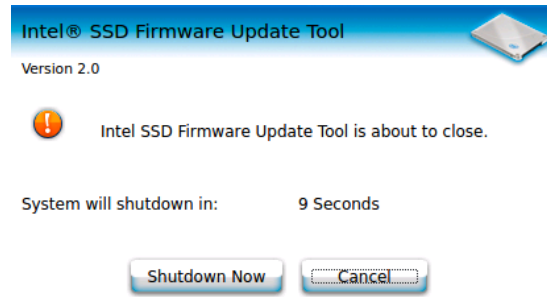 Intel® SSD Firmware Update Tool
Version 2.0
Intel SSD Firmware Update Tool is about to close.
System will shutdown in: 9 Seconds
Shutdown Now Cancel